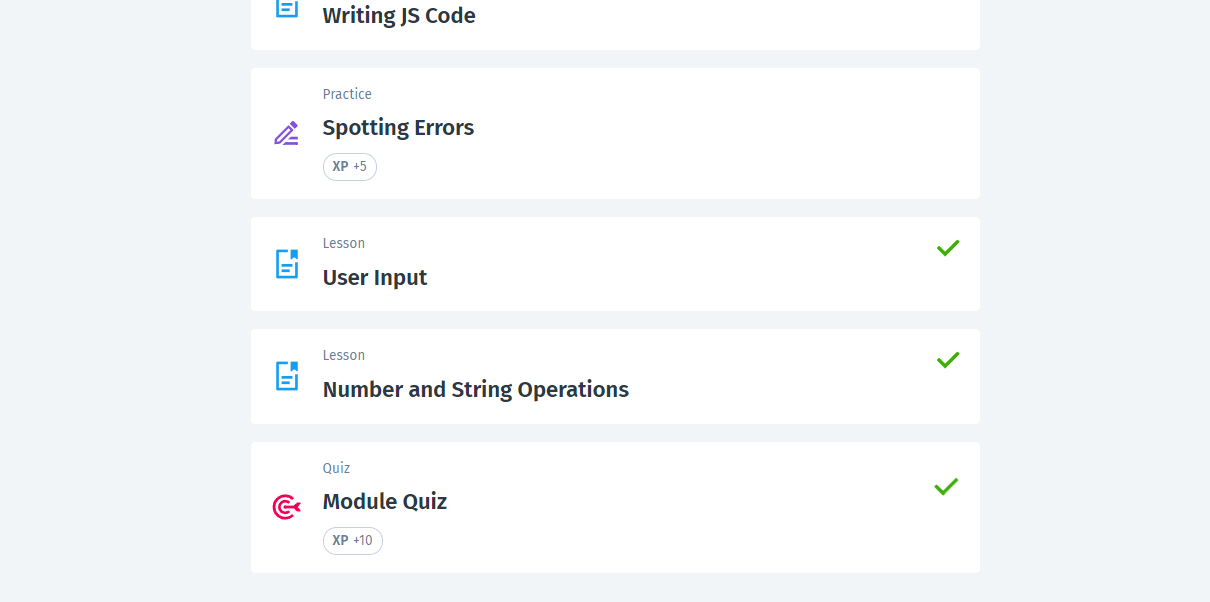 Writing JS Code
Practice
Spotting Errors
XP +5
Lesson
User Input
Lesson
Number and String Operations
Quiz
Module Quiz
XP +10